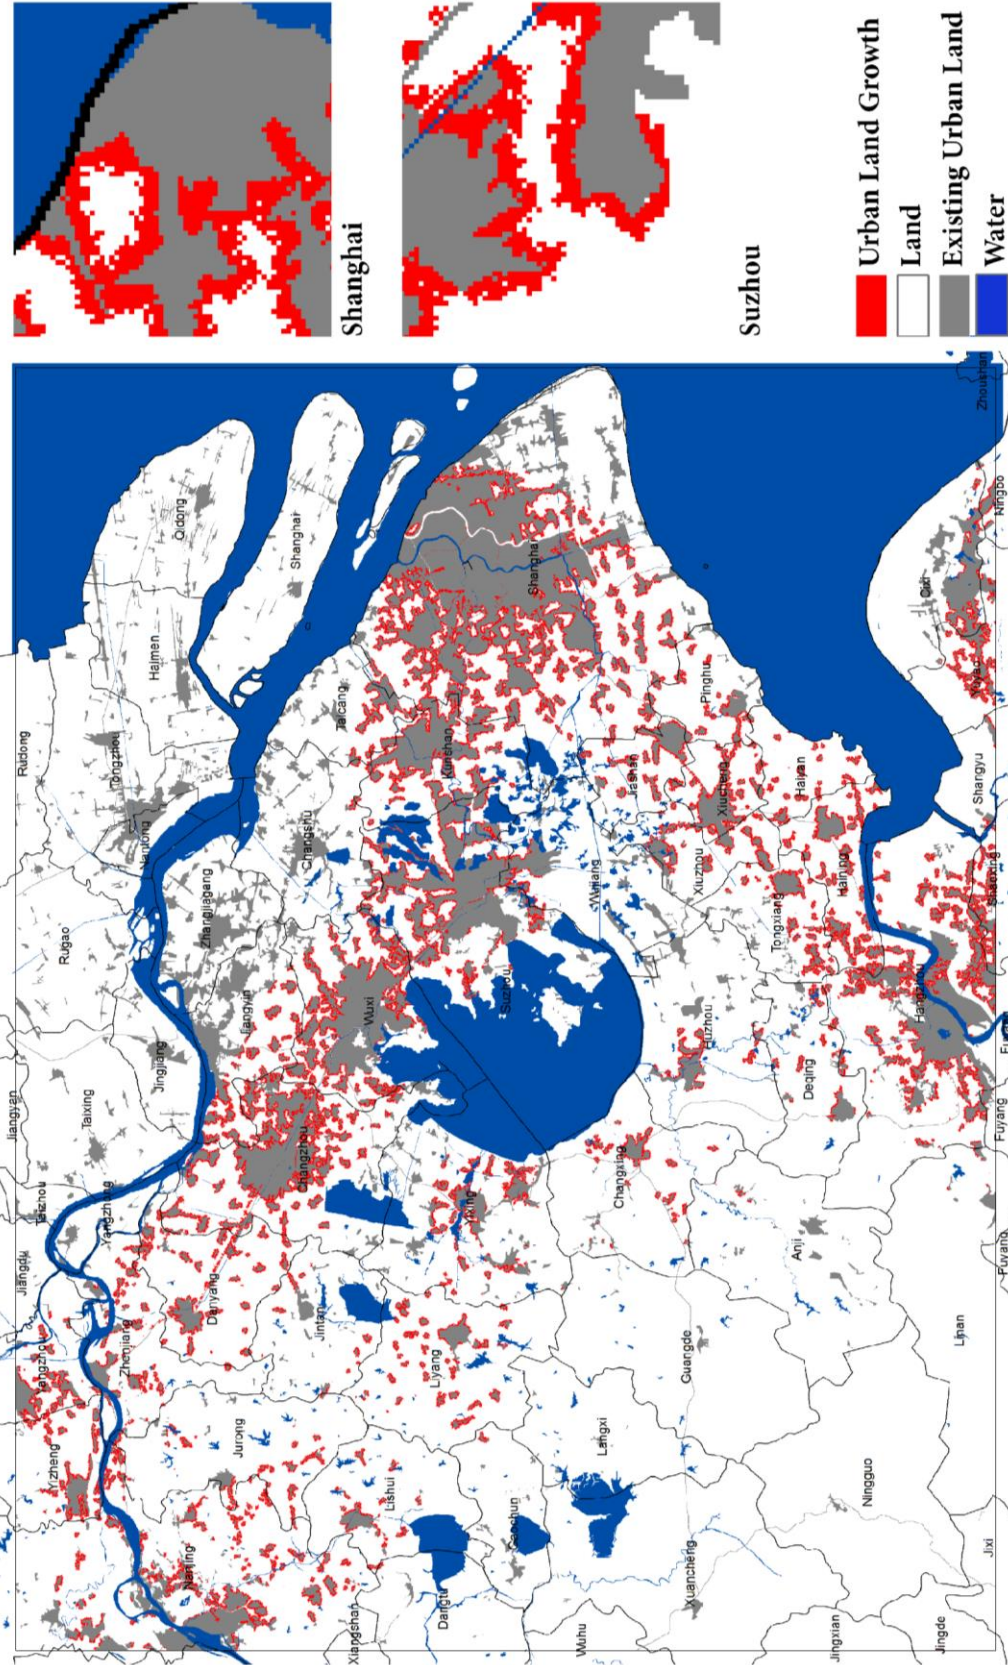 Jiangyan
Jiangdu
Rudong
Yangzhou
Taizhou
Yizheng
Rugao
Taixing
Yangzhong
Tongzhou
Zhenjiang
Nantong
Haimen
Jingjiang
Qidong
Nanjing
Zhangjiagang
Danyang
Jurong
Jiangyin
Shanghai
Changzhou
Changshu
Jintan
Taicang
Xiangshan
Wuxi
Lishui
Liyang
Dangtu
Kunshan
Yixing
Suzhou
Gaochun
Shanghai
Wuhu
Wujiang
Langxi
Changxing
Jiashan
Guangde
Xuancheng
Xiuzhou
Pinghu
Huzhou
Xiucheng
Tongxiang
Anji
Haiyan
Deqing
Jingxian
Haining
Ningguo
Hangzhou
Cixi
Jingde
Linan
Yuyao
Shangyu
Zhoushan
Jixi
Shaoxing
Ningbo
Fuyang
Fuyang
Shanghai
Suzhou
Urban Land Growth
Land
Existing Urban Land
Water